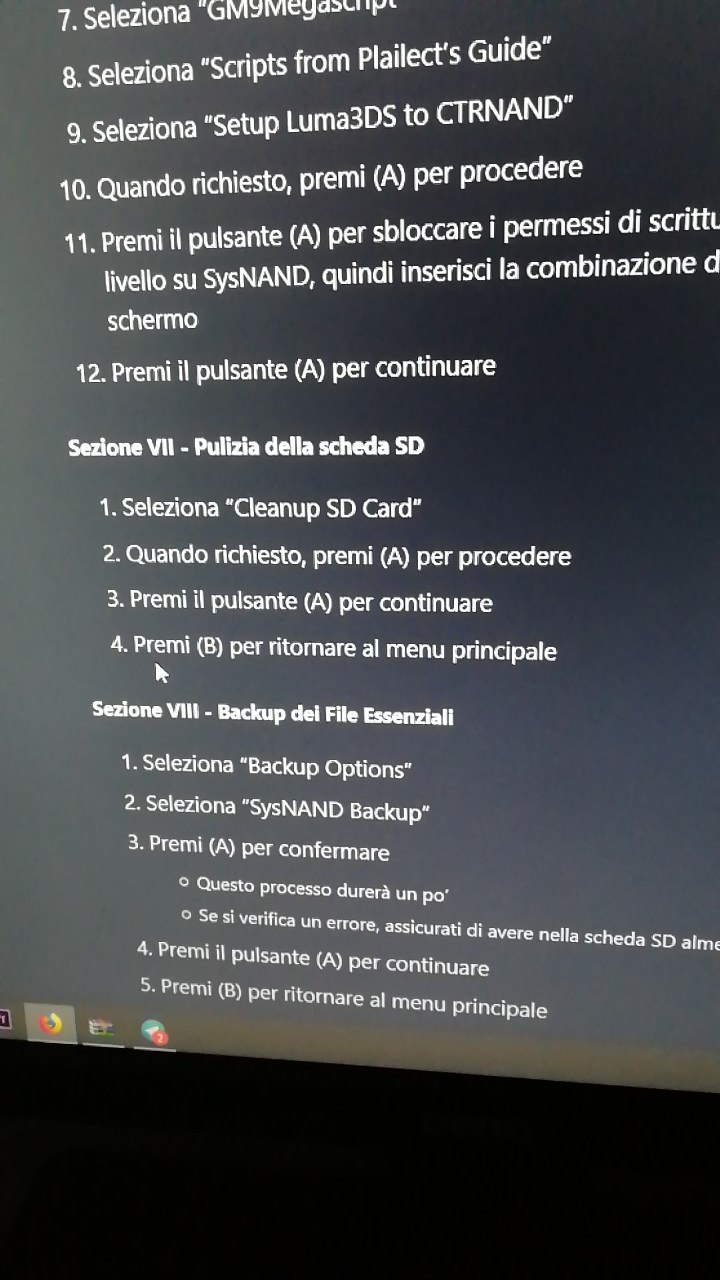 7. Seleziona "GM9Megascript
8. Seleziona “Scripts from Plailect’s Guide”
9. Seleziona “Setup Luma3DS to CTRNAND”
10. Quando richiesto, premi (A) per procedere
11. Premi il pulsante (A) per sbloccare i permessi di scrittu
livello su SysNAND, quindi inserisci la combinazione d
schermo
12. Premi il pulsante (A) per continuare
Sezione VII - Pulizia della scheda SD
1. Seleziona “Cleanup SD Card”
2. Quando richiesto, premi (A) per procedere
3. Premi il pulsante (A) per continuare
4. Premi (B) per ritornare al menu principale
Sezione VIII - Backup dei File Essenziali
1. Seleziona “Backup Options”
2. Seleziona “SysNAND Backup”
3. Premi (A) per confermare
Questo processo durerà un po’
Se si verifica un errore, assicurati di avere nella scheda SD alme
4. Premi il pulsante (A) per continuare
5. Premi (B) per ritornare al menu principale
2